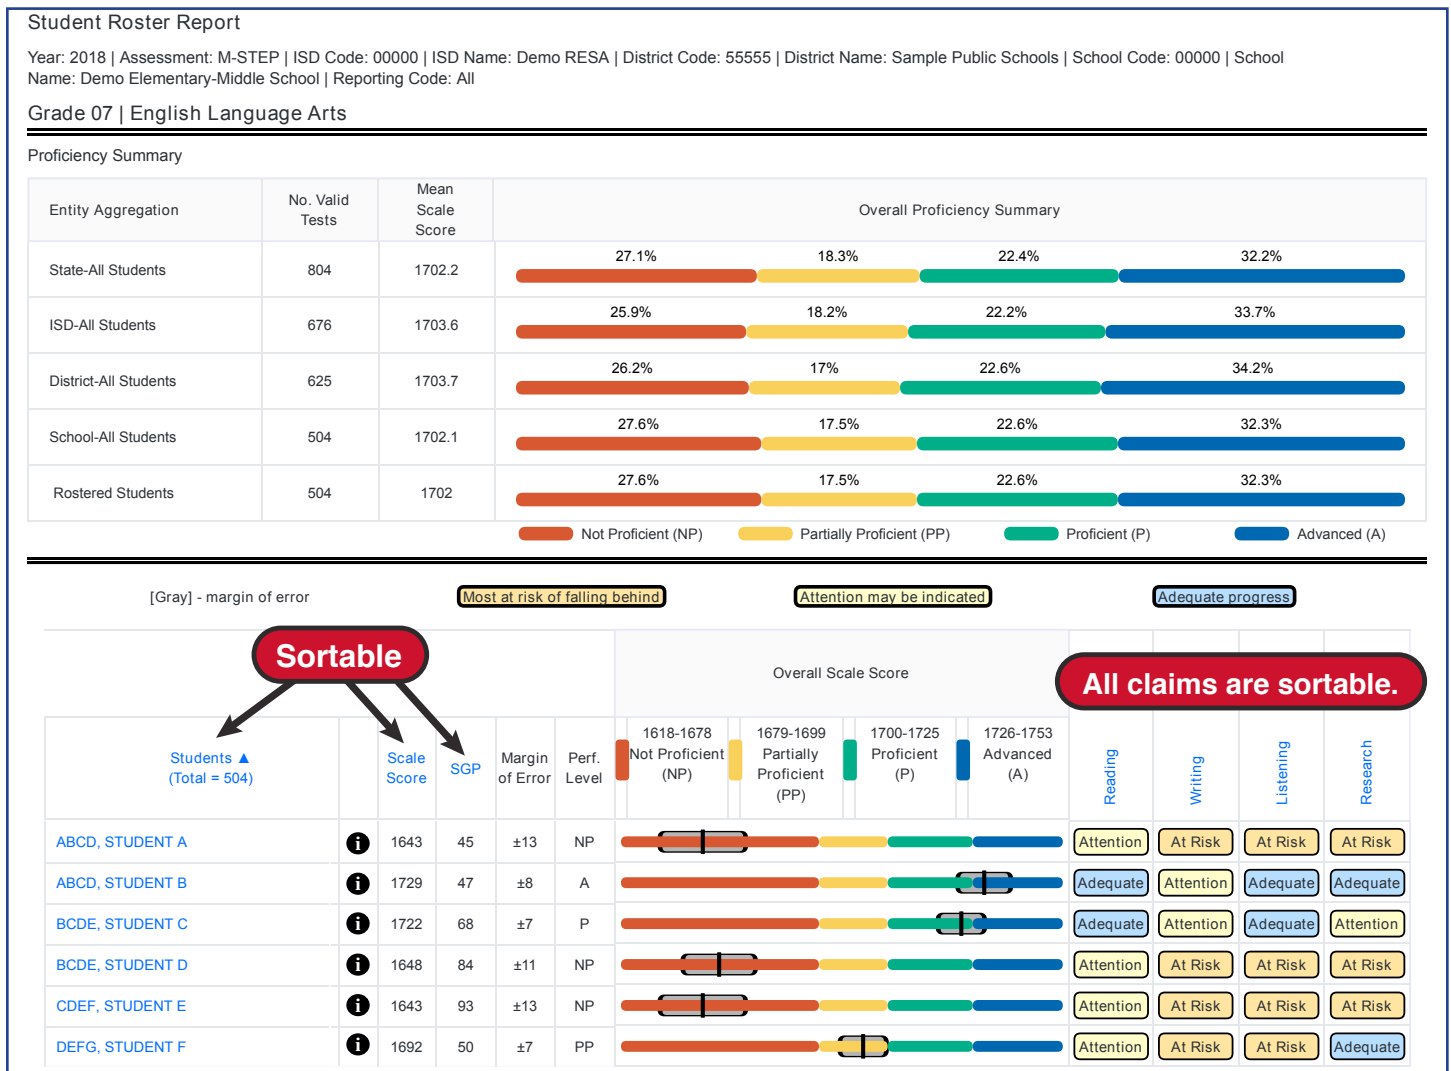 Student Roster Report
Year: 2018 | Assessment: M-STEP | ISD Code: 00000 | ISD Name: Demo RESA | District Code: 55555 | District Name: Sample Public Schools | School Code: 00000 | School
Name: Demo Elementary-Middle School | Reporting Code: All
Grade 07 | English Language Arts
Proficiency Summary
Entity Aggregation No. Valid Tests Mean Scale Score Overall Proficiency Summary
State-All Students 804 1702.2 27.1% 18.3% 22.4% 32.2%
ISD-All Students 676 1703.6 25.9% 18.2% 22.2% 33.7%
District-All Students 625 1703.7 26.2% 17% 22.6% 34.2%
School-All Students 504 1702.1 27.6% 17.5% 22.6% 32.3%
Rostered Students 504 1702 27.6% 17.5% 22.6% 32.3%
Not Proficient (NP) Partially Proficient (PP) Proficient (P) Advanced (A)
[Gray] - margin of error Most at risk of falling behind Attention may be indicated Adequate progress
Sortable
Overall Scale Score
All claims are sortable.
Students ▲
(Total = 504)
Scale
Score
SGP
Margin
of Error
Perf.
Level
1618-1678
Not Proficient
(NP)
1679-1699
Partially
Proficient
(PP)
1700-1725
Proficient
(P)
1726-1753
Advanced
(A)
Reading
Writing
Listening
Research
ABCD, STUDENT A i 1643 45 ±13 NP Attention At Risk At Risk At Risk
ABCD, STUDENT B i 1729 47 ±8 A Adequate Attention Adequate Adequate
BCDE, STUDENT C i 1722 68 ±7 P Adequate Attention Adequate Attention
BCDE, STUDENT D i 1648 84 ±11 NP Attention At Risk At Risk At Risk
CDEF, STUDENT E i 1643 93 ±13 NP Attention At Risk At Risk At Risk
DEFG, STUDENT F i 1692 50 ±7 PP Attention At Risk At Risk Adequate